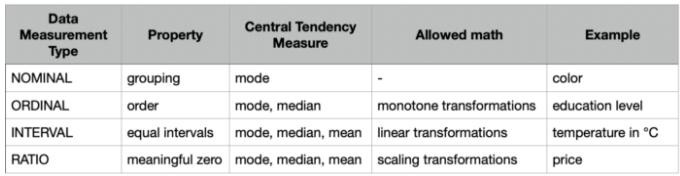 Data Measurement Type Property Central Tendency Measure Allowed math Example
NOMINAL grouping mode - color
ORDINAL order mode, median monotone transformations education level
INTERVAL equal intervals mode, median, mean linear transformations temperature in °C
RATIO meaningful zero mode, median, mean scaling transformations price